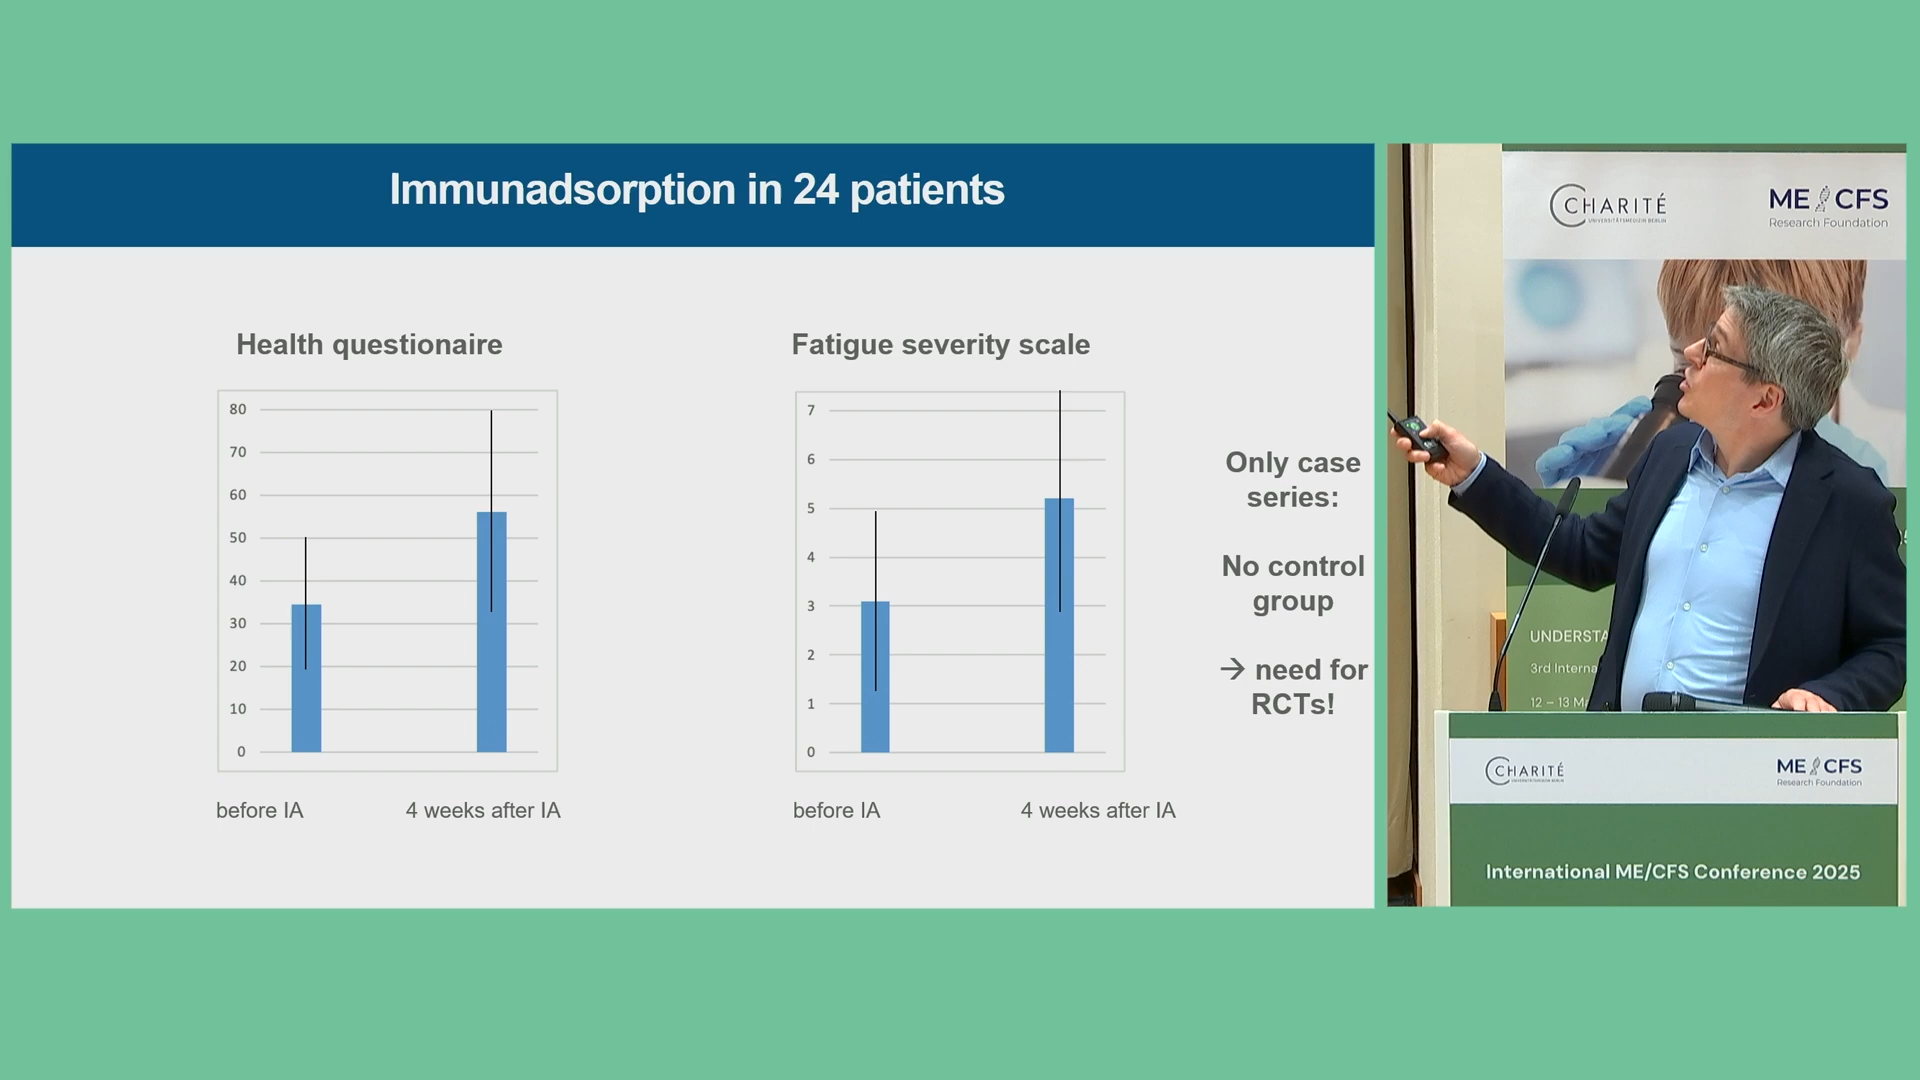 Immunadsorption in 24 patients
Health questionaire
80
70
60
50
40
30
20
10
0
before IA
4 weeks after IA
Fatigue severity scale
7
6
5
4
3
2
1
0
before IA
4 weeks after IA
Only case
series:
No control
group
→ need for
RCTs!
CHARITÉ
UNIVERSITÄTSMEDIZIN BERLIN
ME CFS
Research Foundation
UNDERSTA
3rd Interna
12 – 13 Ma
CHARITÉ
ME CFS
Research Foundation
International ME/CFS Conference 2025